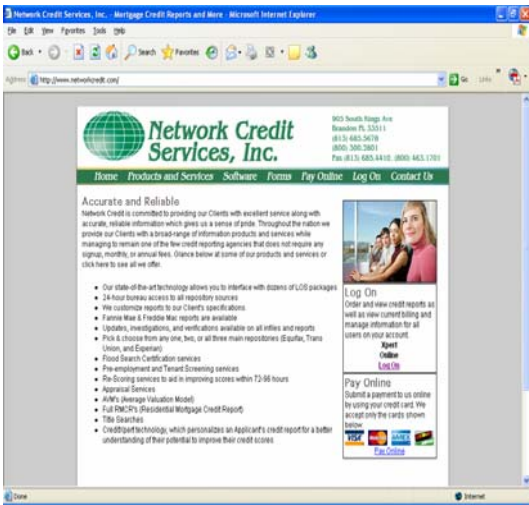 Network Credit Services, Inc. - Mortgage Credit Reports and More - Microsoft Internet Explorer
File Edit View Favorites Tools Help
Back Search Favorites
Address http://www.networkcredit.com/ Go Links
Network Credit
Services, Inc.
903 South Kings Ave
Brandon FL 33511
(813) 685.5678
(800) 300.3801
Fax (813) 685.4410, (800) 463.1701
Home Products and Services Software Forms Pay Online Log On Contact Us
Accurate and Reliable
Network Credit is committed to providing our Clients with excellent service along with
accurate, reliable information which gives us a sense of pride. Throughout the nation we
provide our Clients with a broad-range of information products and services while
managing to remain one of the few credit reporting agencies that does not require any
signup, monthly, or annual fees. Glance below at some of our products and services or
click here to see all we offer.
Our state-of-the-art technology allows you to interface with dozens of LOS packages
24-hour bureau access to all repository sources
We customize reports to our Client's specifications
Fannie Mae & Freddie Mac reports are available
Updates, investigations, and verifications available on all infiles and reports
Pick & choose from any one, two, or all three main repositories (Equifax, Trans
Union, and Experian)
Flood Search Certification services
Pre-employment and Tenant Screening services
Re-Scoring services to aid in improving scores within 72-96 hours
Appraisal Services
AVM's (Average Valuation Model)
Full RMCR's (Residential Mortgage Credit Report)
Title Searches
CreditXpert technology, which personalizes an Applicant's credit report for a better
understanding of their potential to improve their credit scores
Log On
Order and view credit reports as
well as view current billing and
manage information for all
users on your account.
Xpert
Online
Log On
Pay Online
Submit a payment to us online
by using your credit card. We
accept only the cards shown
below
VISA MasterCard AMEX
Pay Online
Done Internet